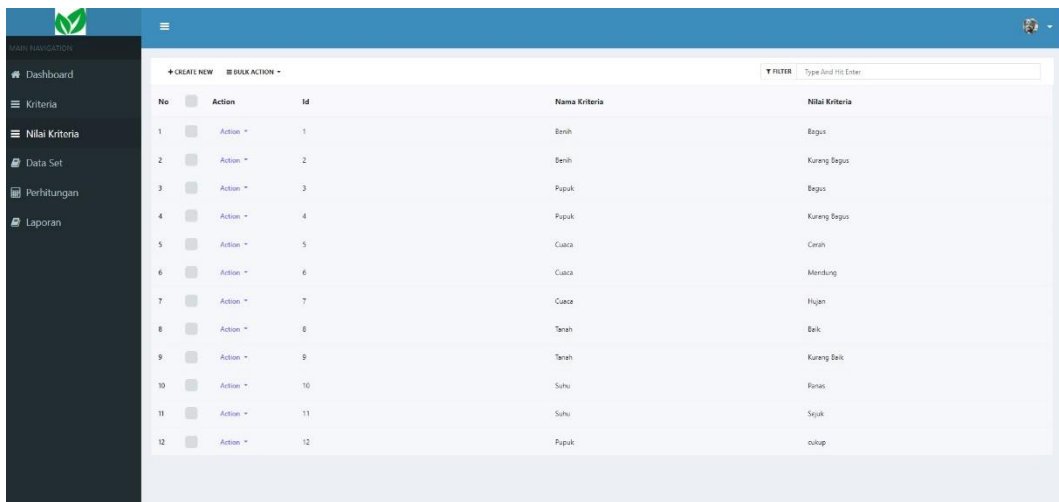 MAIN NAVIGATION
Dashboard
Kriteria
Nilai Kriteria
Data Set
Perhitungan
Laporan
+CREATE NEW BULK ACTION
FILTER Type And Hit Enter
No Action Id Nama Kriteria Nilai Kriteria
1 Action 1 Benih Bagus
2 Action 2 Benih Kurang Bagus
3 Action 3 Pupuk Bagus
4 Action 4 Pupuk Kurang Bagus
5 Action 5 Cuaca Cerah
6 Action 6 Cuaca Mendung
7 Action 7 Cuaca Hujan
8 Action 8 Tanah Baik
9 Action 9 Tanah Kurang Baik
10 Action 10 Suhu Panas
11 Action 11 Suhu Sejuk
12 Action 12 Pupuk cukup